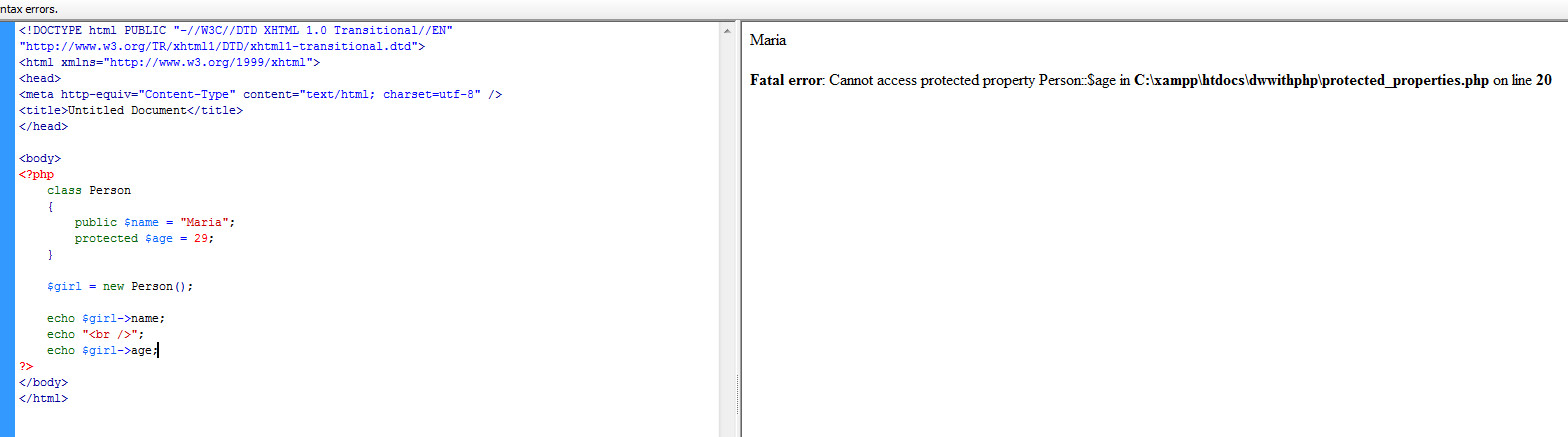 ntax errors.
<!DOCTYPE html PUBLIC "-//W3C//DTD XHTML 1.0 Transitional//EN"
"http://www.w3.org/TR/xhtml1/DTD/xhtml1-transitional.dtd">
<html xmlns="http://www.w3.org/1999/xhtml">
<head>
<meta http-equiv="Content-Type" content="text/html; charset=utf-8" />
<title>Untitled Document</title>
</head>
<body>
<?php
class Person
{
public $name = "Maria";
protected $age = 29;
}
$girl = new Person();
echo $girl->name;
echo "<br />";
echo $girl->age;
?>
</body>
</html>
Maria
Fatal error: Cannot access protected property Person::$age in C:\xampp\htdocs\dwwithphp\protected_properties.php on line 20